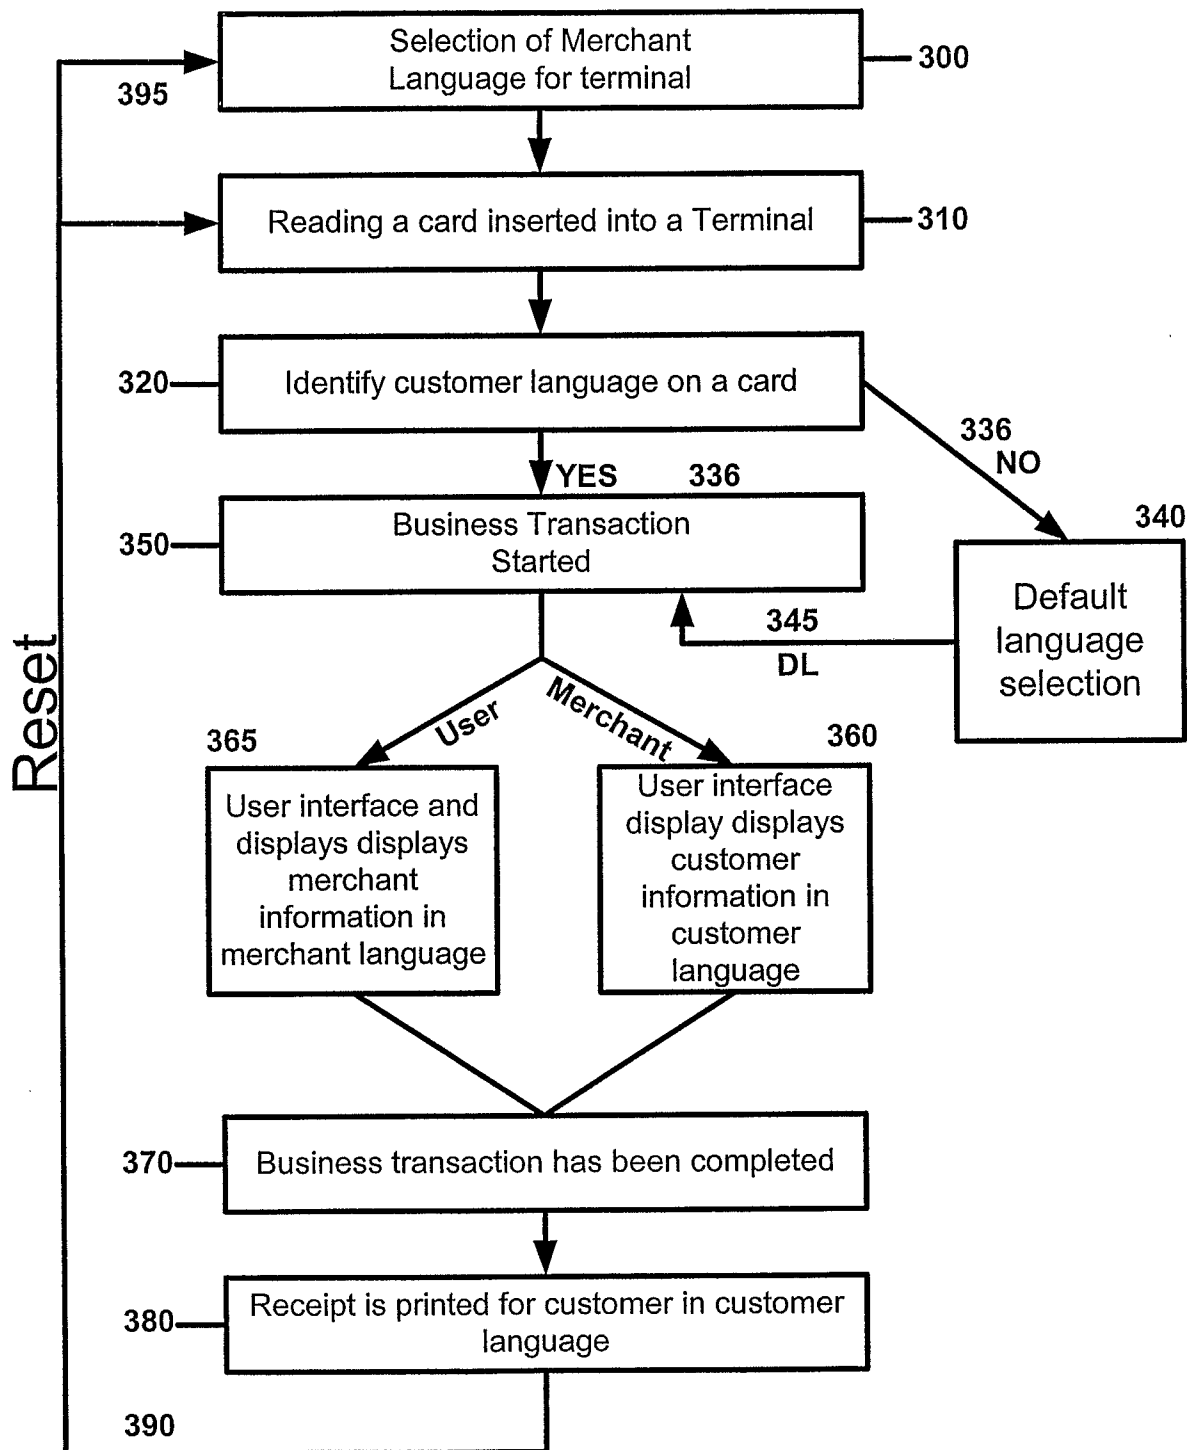 Selection of Merchant
Language for terminal
300
395
Reading a card inserted into a Terminal
310
320
Identify customer language on a card
336
NO
YES
336
340
350
Business Transaction
Started
Default
language
selection
345
DL
Reset
User
Merchant
365
360
User interface and
displays displays
merchant
information in
merchant language
User interface
display displays
customer
information in
customer
language
370
Business transaction has been completed
380
Receipt is printed for customer in customer
language
390